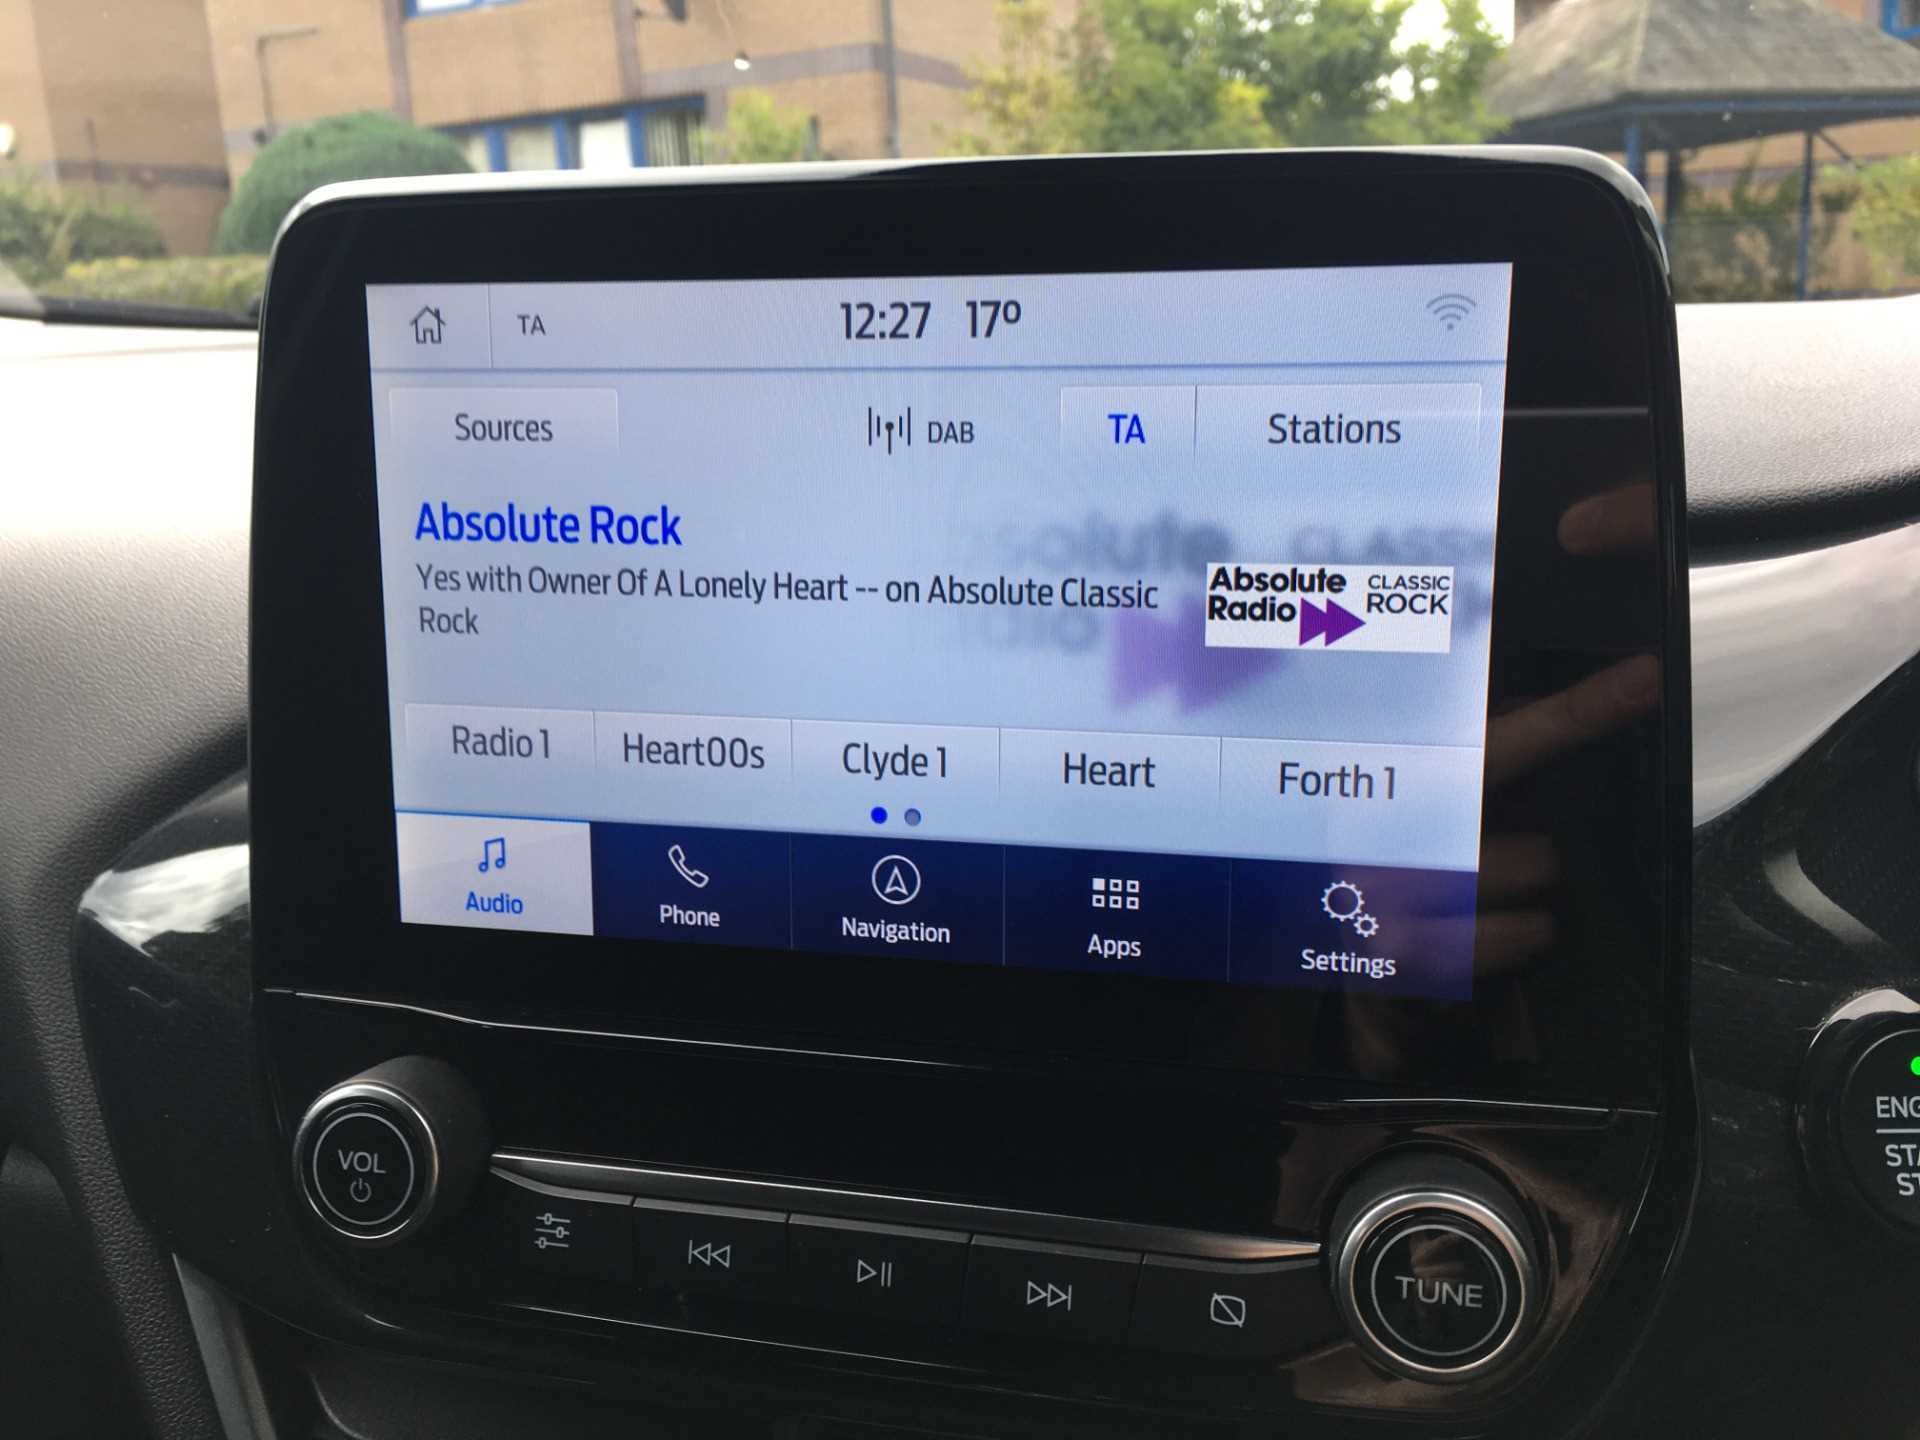 TA
12:27 17º
Sources
DAB
TA
Stations
Absolute Rock
Yes with Owner Of A Lonely Heart -- on Absolute Classic
Rock
Absolute
Radio
CLASSIC
ROCK
Radio 1
Heart00s
Clyde 1
Heart
Forth 1
Audio
Phone
Navigation
Apps
Settings
VOL
TUNE